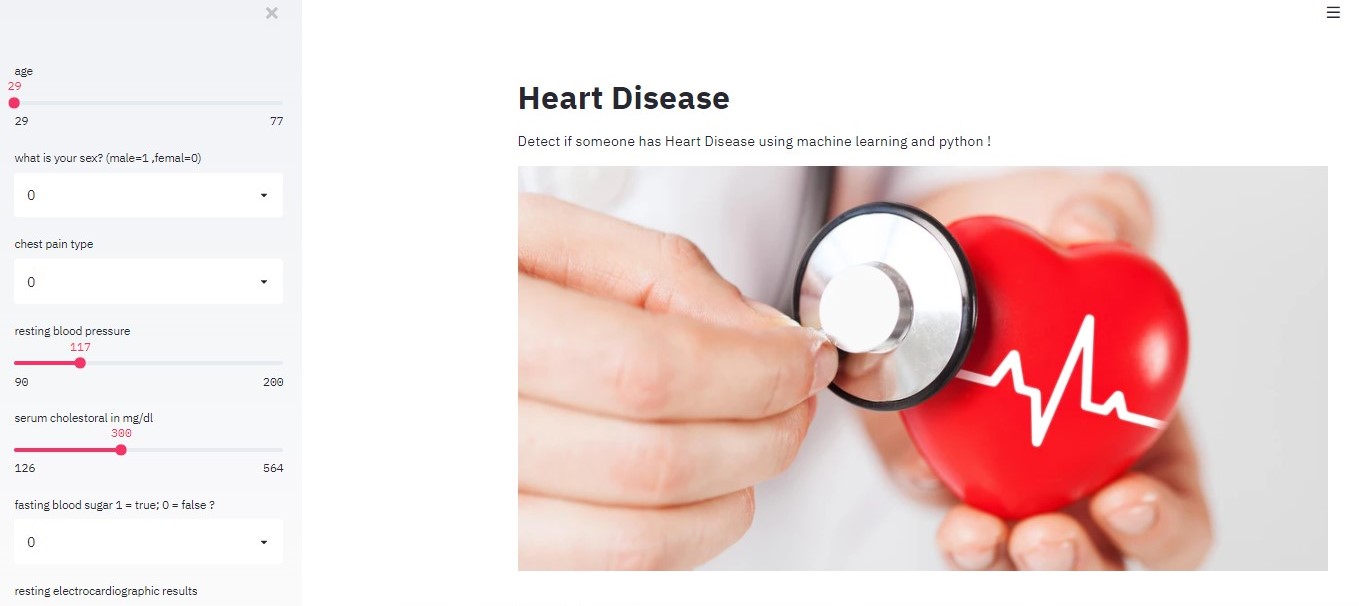 age
29
29 77
what is your sex? (male=1 ,femal=0)
0
chest pain type
0
resting blood pressure
117
90 200
serum cholestoral in mg/dl
300
126 564
fasting blood sugar 1 = true; 0 = false ?
0
resting electrocardiographic results
Heart Disease
Detect if someone has Heart Disease using machine learning and python !